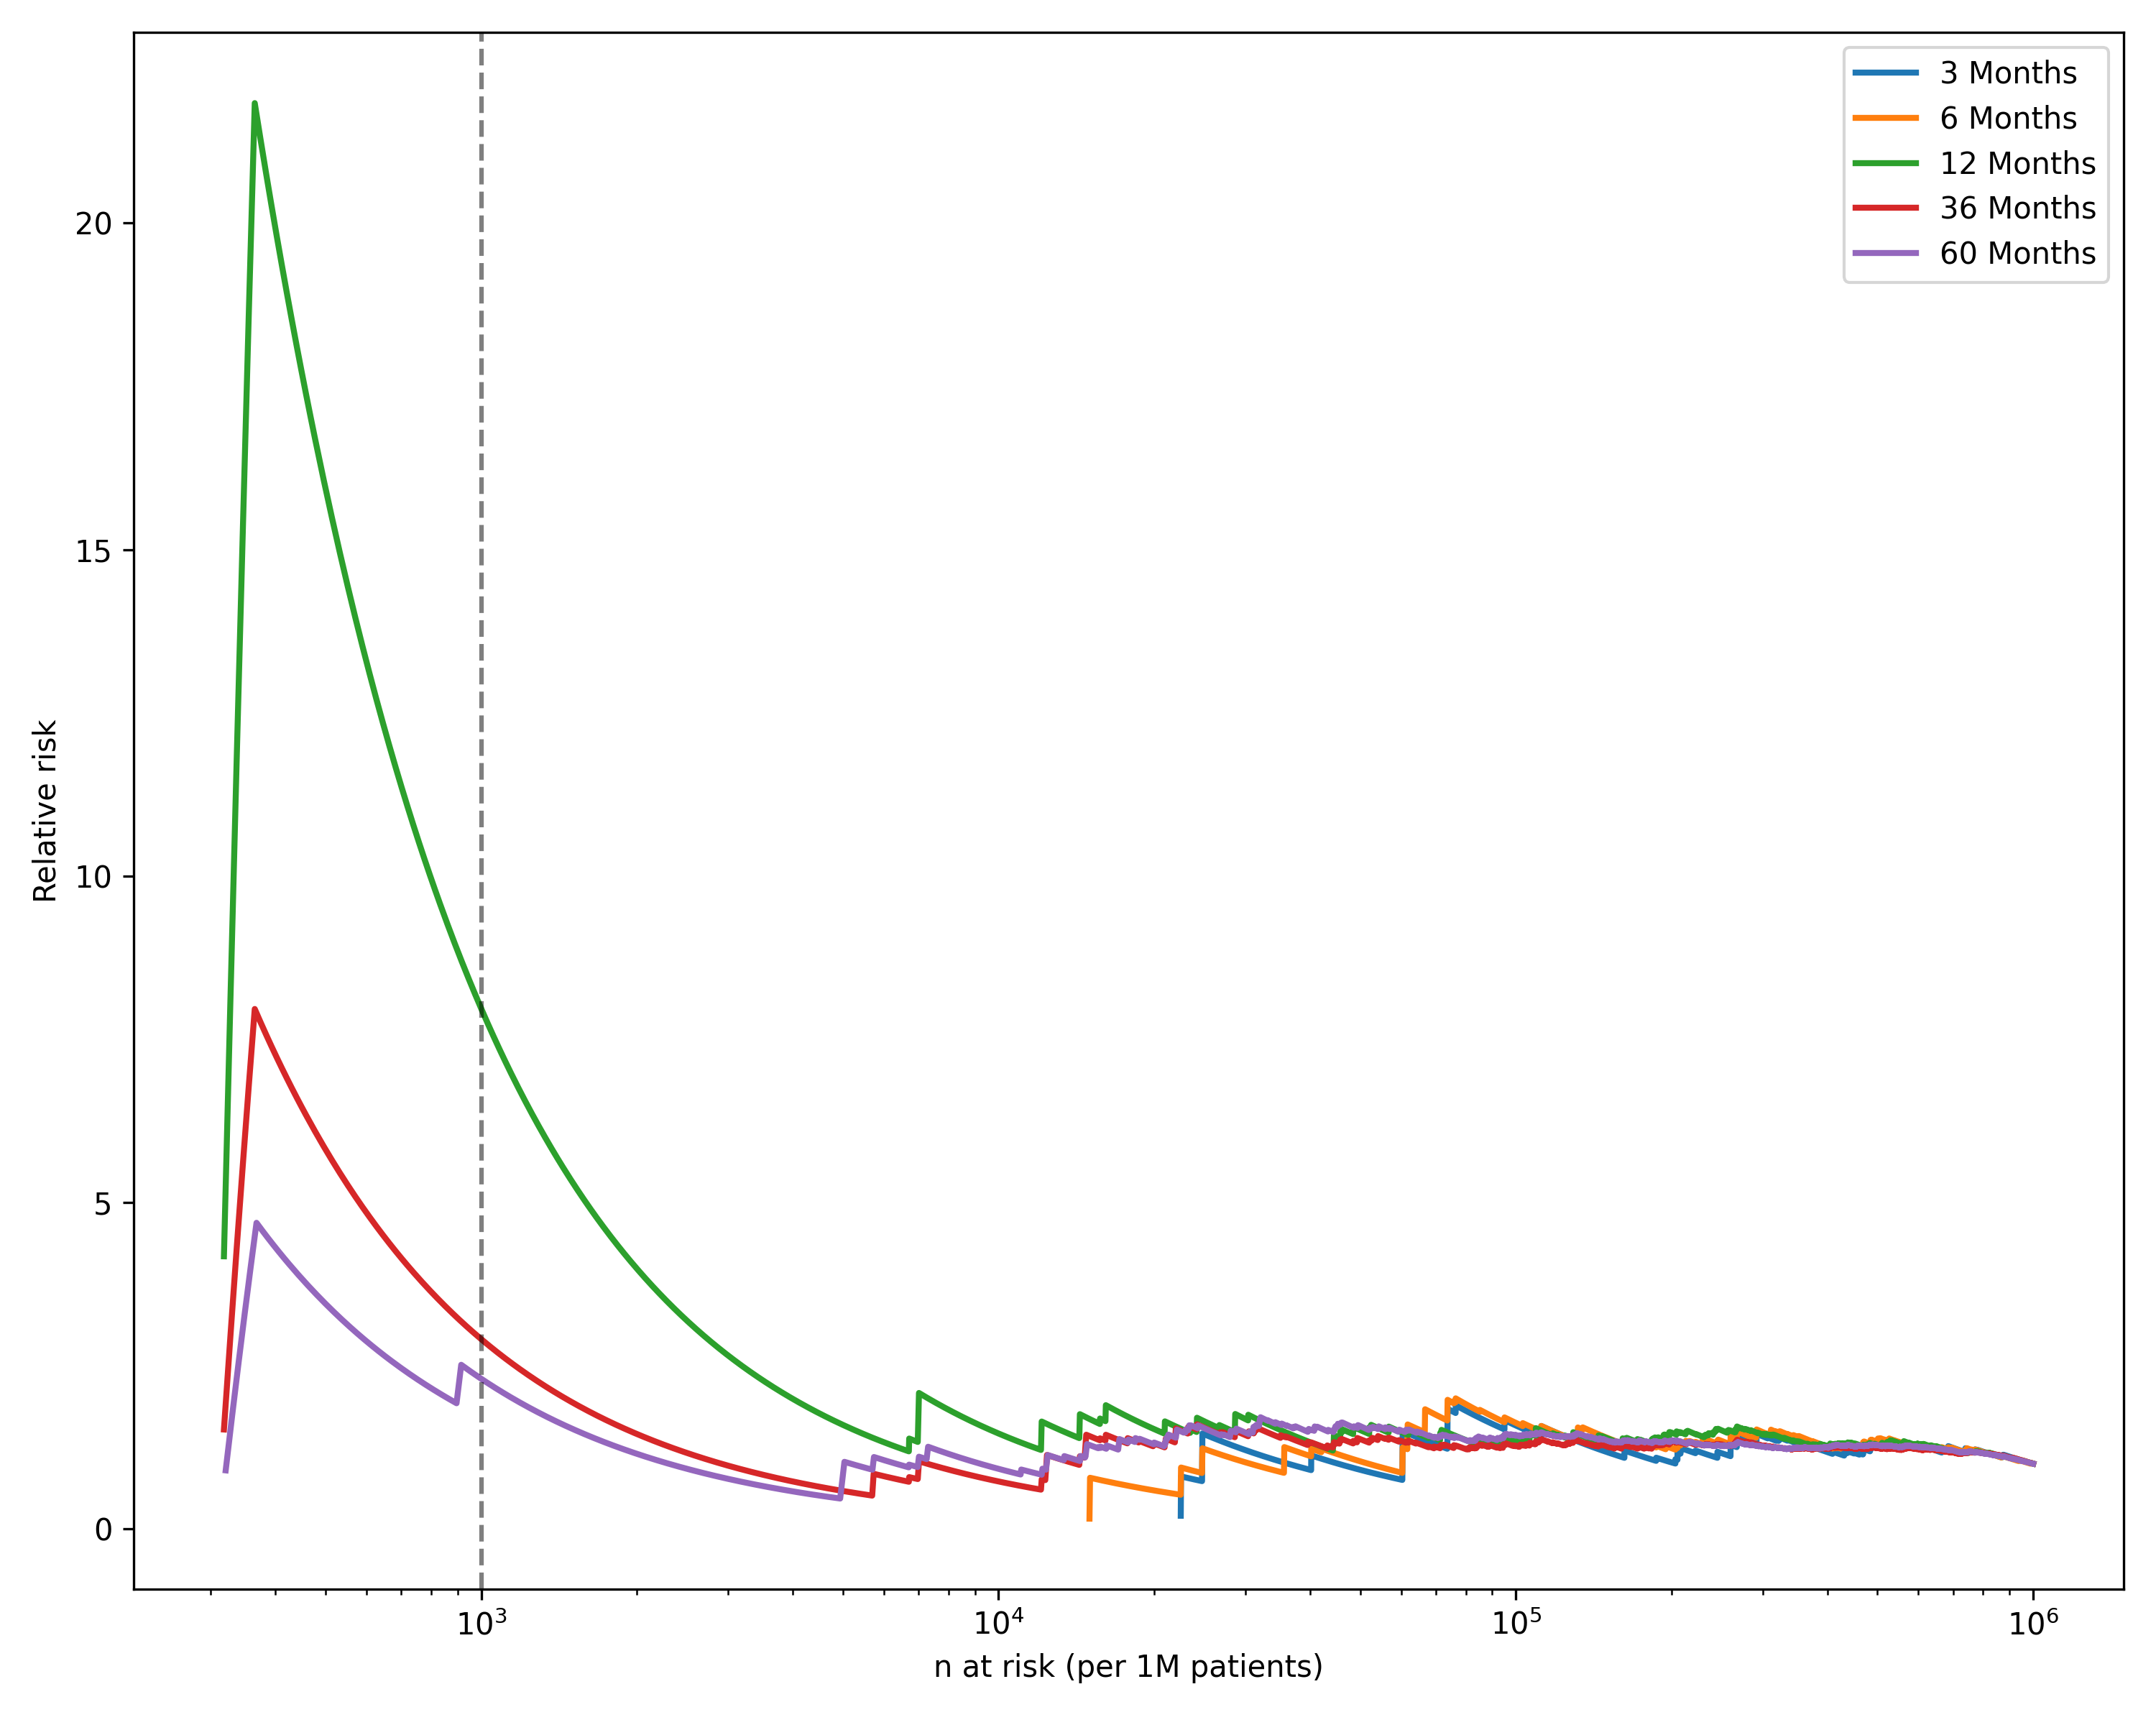 3 Months
6 Months
12 Months
36 Months
60 Months
Relative risk
20
15
10
5
0
10³
10⁴
10⁵
10⁶
n at risk (per 1M patients)